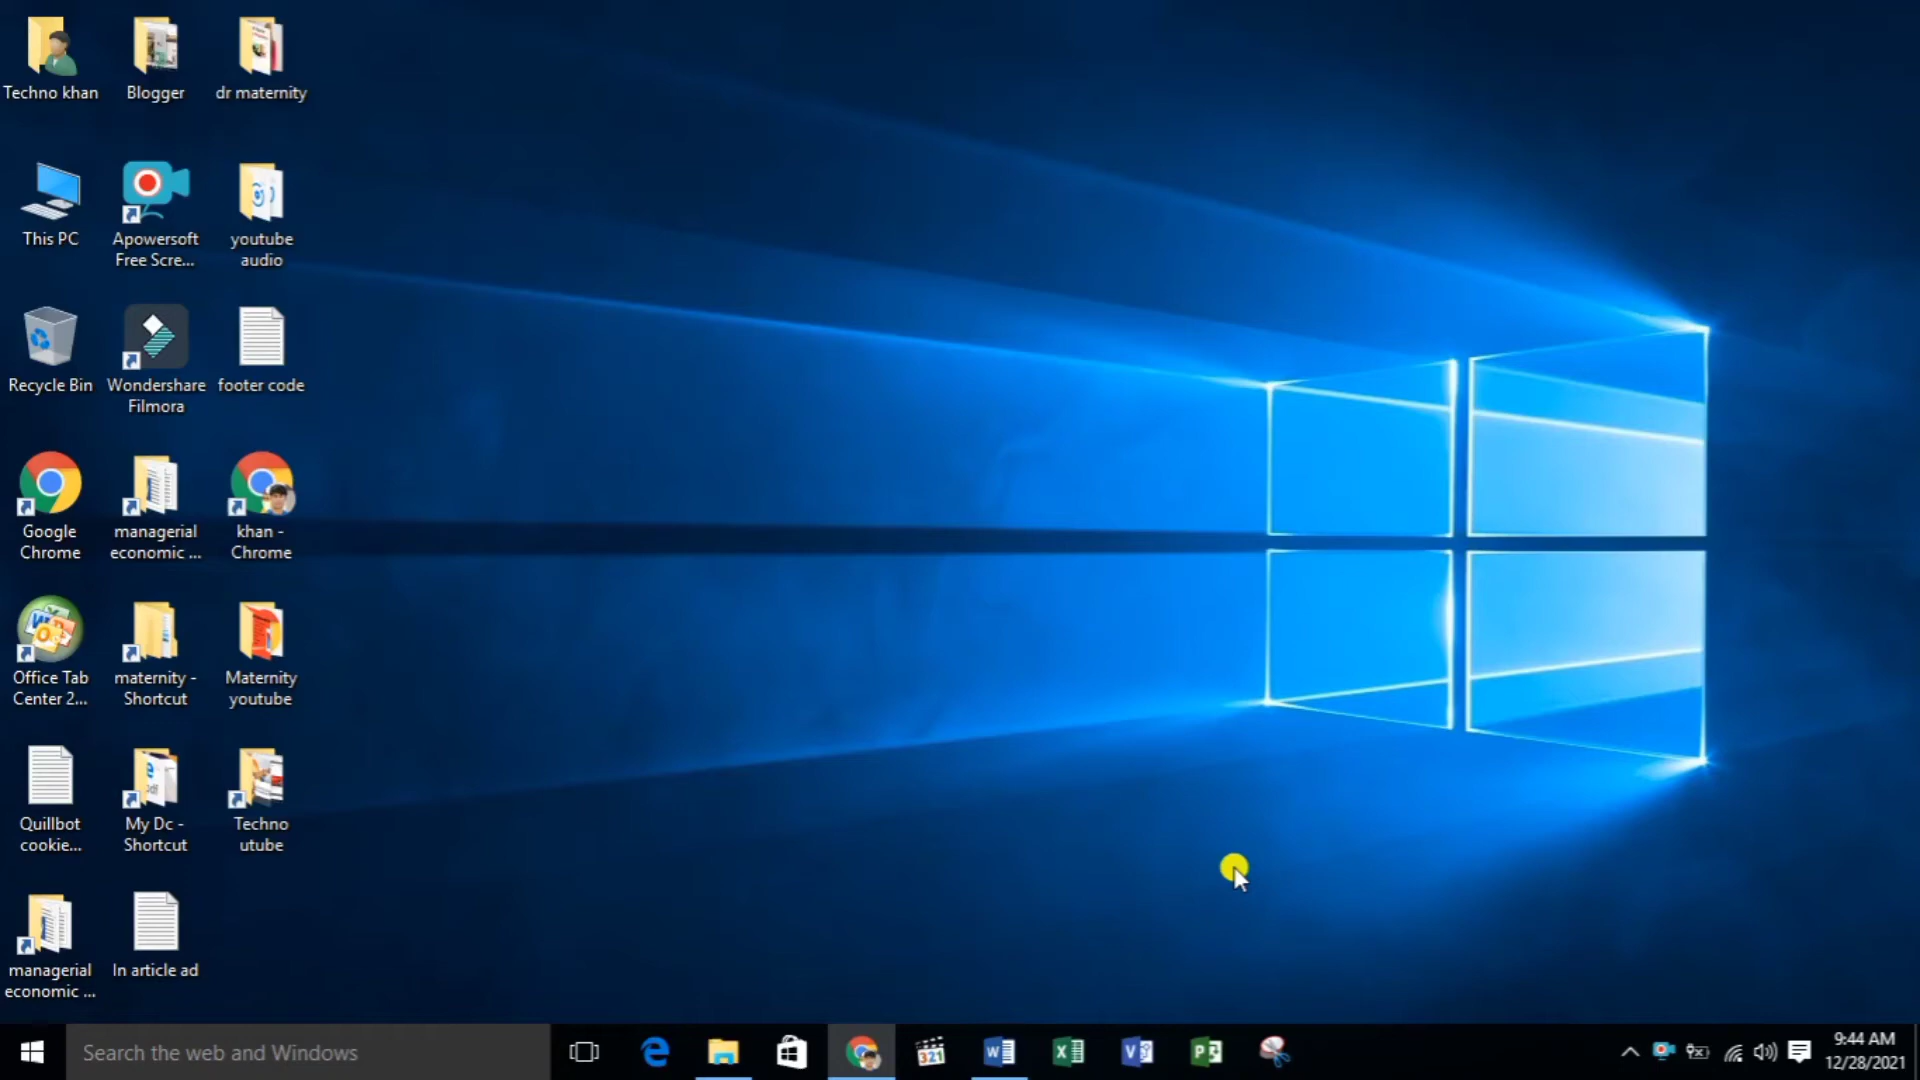 Techno khan
Blogger
dr maternity
This PC
Apowersoft
Free Scre...
youtube
audio
Recycle Bin
Wondershare
Filmora
footer code
Google
Chrome
managerial
economic ...
khan -
Chrome
Office Tab
Center 2...
maternity -
Shortcut
Maternity
youtube
Quillbot
cookie...
My Dc -
Shortcut
Techno
utube
managerial
economic ...
In article ad
Search the web and Windows
321
9:44 AM
12/28/2021